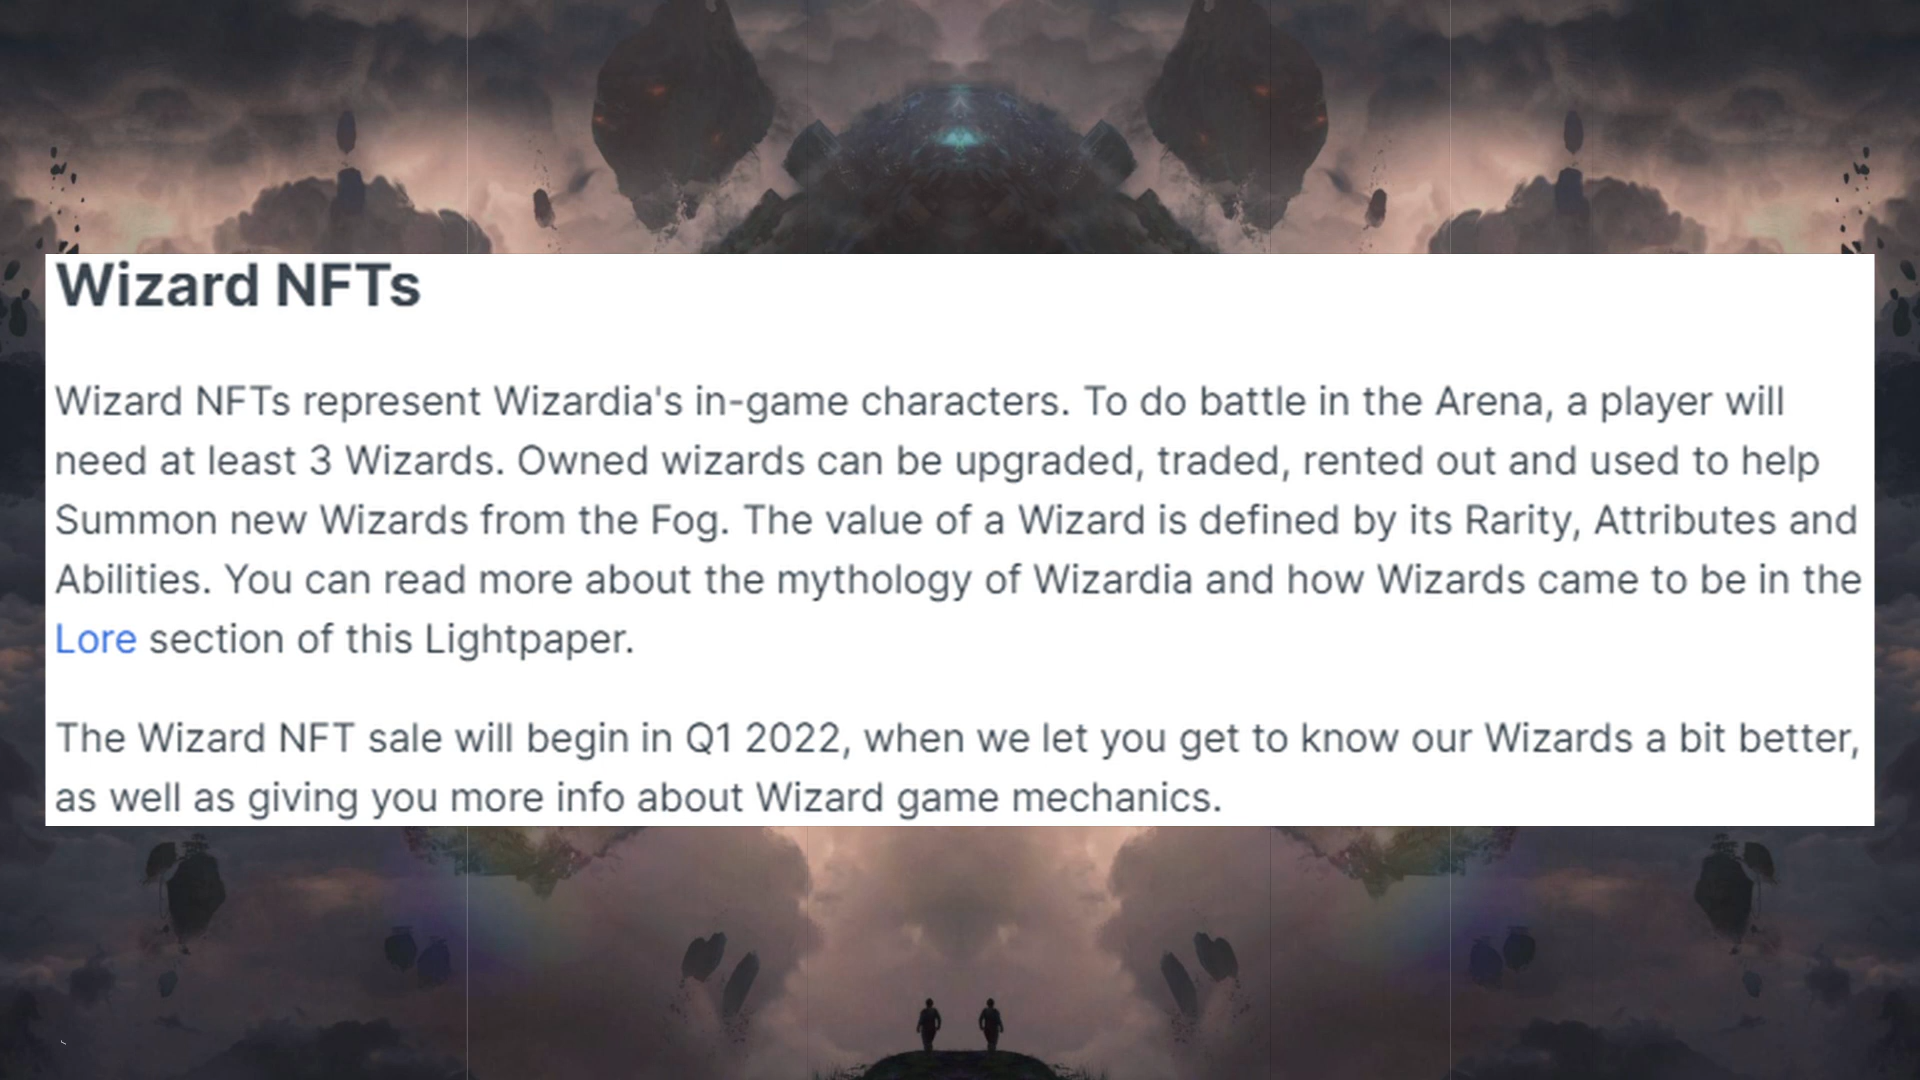 Wizard NFTs
Wizard NFTs represent Wizardia's in-game characters. To do battle in the Arena, a player will
need at least 3 Wizards. Owned wizards can be upgraded, traded, rented out and used to help
Summon new Wizards from the Fog. The value of a Wizard is defined by its Rarity, Attributes and
Abilities. You can read more about the mythology of Wizardia and how Wizards came to be in the
Lore section of this Lightpaper.
The Wizard NFT sale will begin in Q1 2022, when we let you get to know our Wizards a bit better,
as well as giving you more info about Wizard game mechanics.